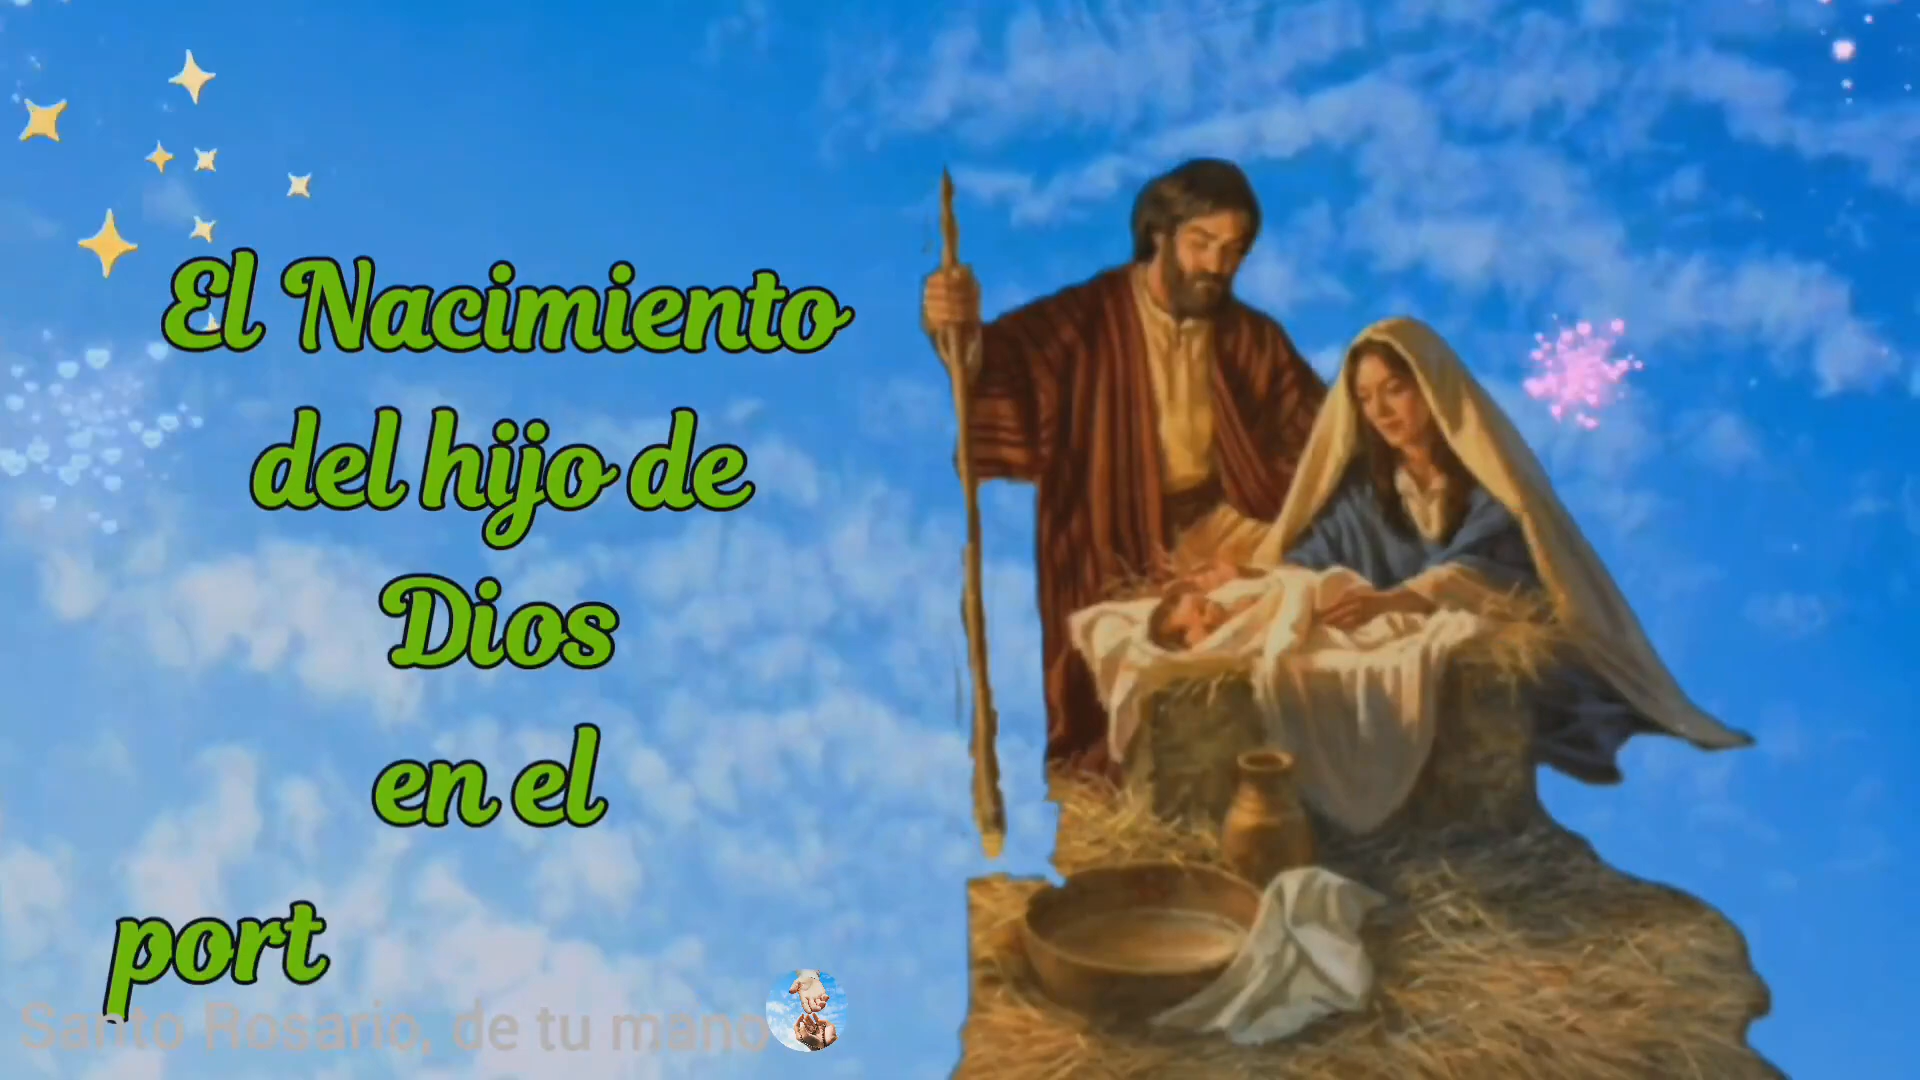 El Nacimiento
del hijo de
Dios
en el
port
Santo Rosario, de tu mano